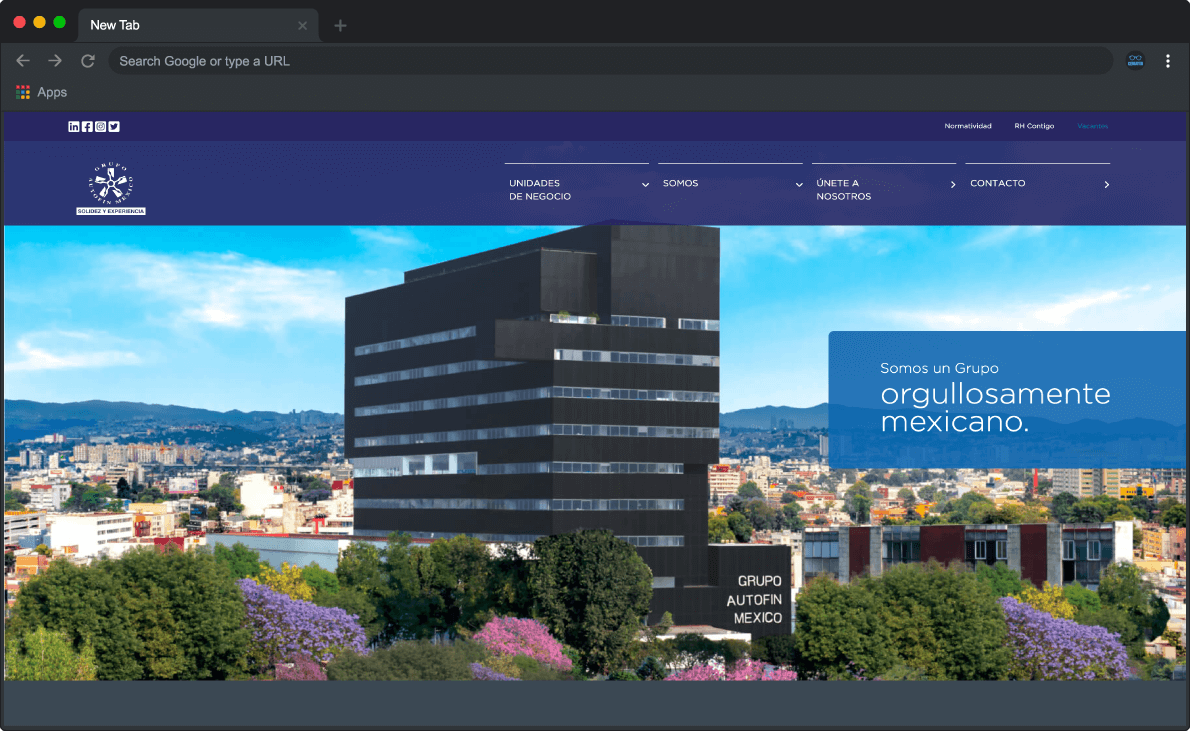 New Tab
Search Google or type a URL
Apps
Normatividad
RH Contigo
Vacantes
GRUPO
AUTOFIN MEXICO
SOLIDEZ Y EXPERIENCIA
UNIDADES
DE NEGOCIO
SOMOS
ÚNETE A
NOSOTROS
CONTACTO
Somos un Grupo
orgullosamente
mexicano.
GRUPO
AUTOFIN
MEXICO